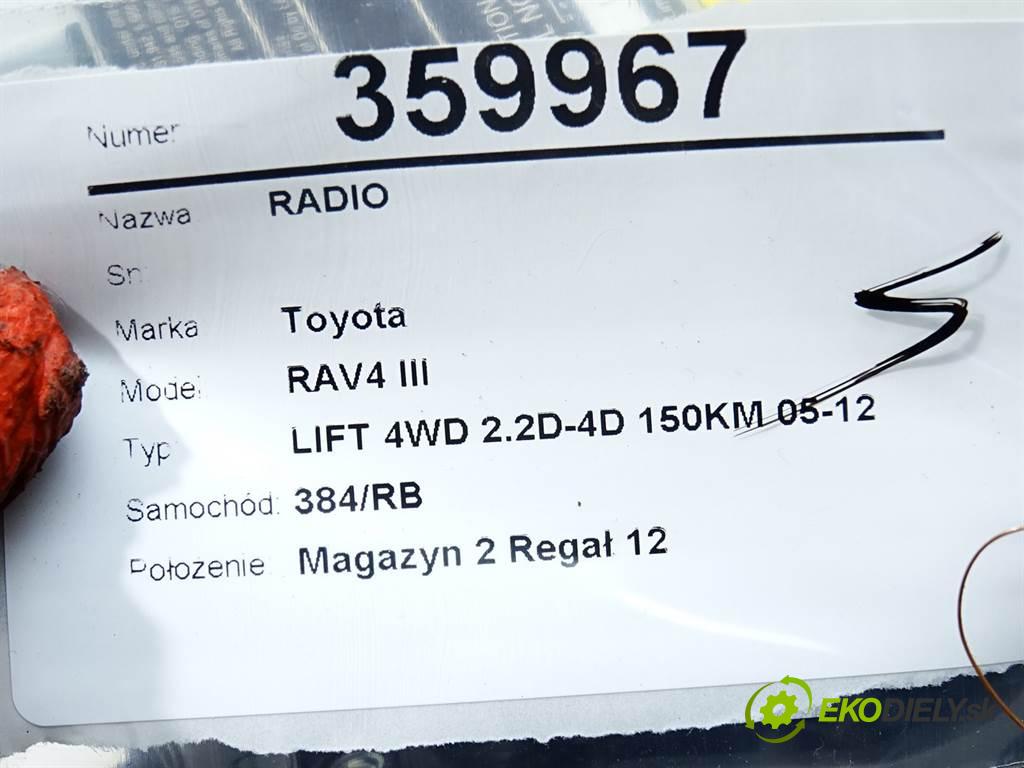 Numer 359967
Nazwa RADIO
Sn
Marka Toyota
Model RAV4 III
Typ LIFT 4WD 2.2D-4D 150KM 05-12
Samochód: 384/RB
Położenie Magazyn 2 Regał 12
S
EKODIELY.sk